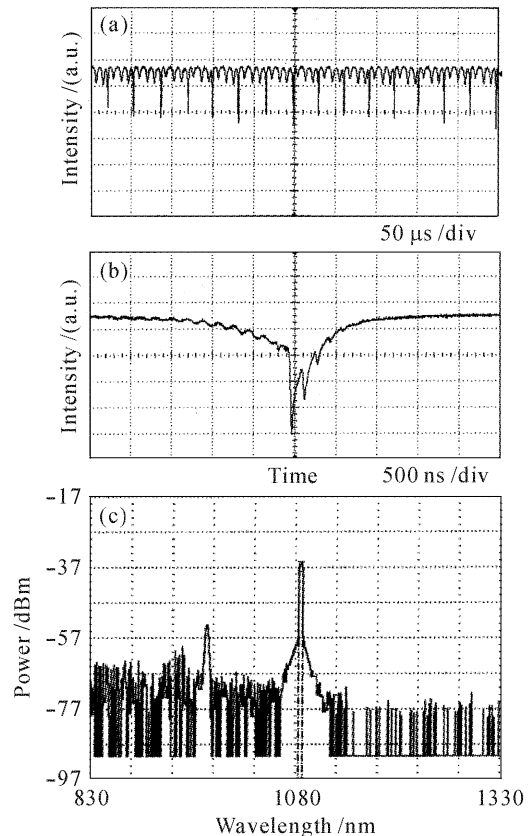 (a)
Intensity /(a.u.)
50 μs /div
(b)
Intensity /(a.u.)
Time
500 ns /div
(c)
-17
-37
-57
-77
-97
Power /dBm
830
1080
1330
Wavelength /nm